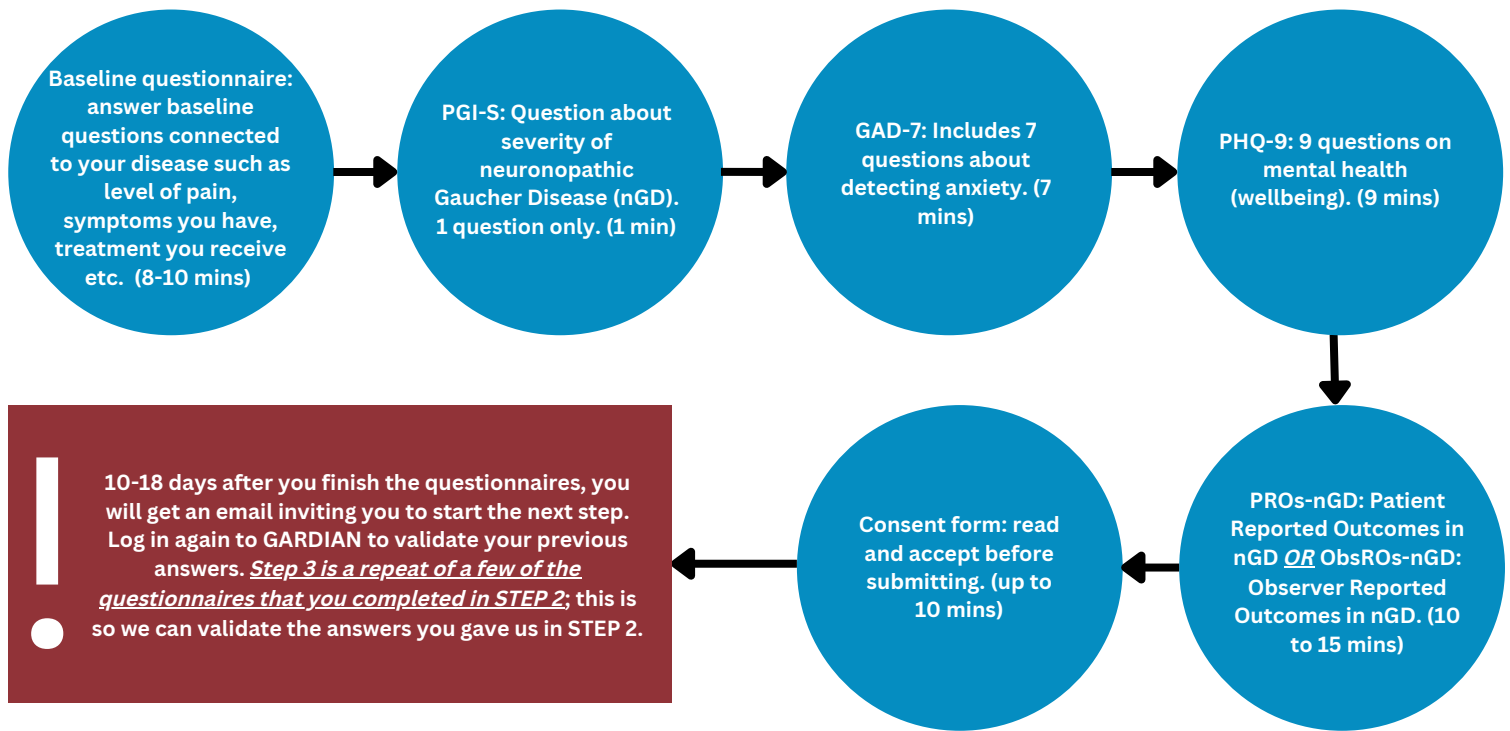 Baseline questionnaire:
answer baseline
questions connected
to your disease such as
level of pain,
symptoms you have,
treatment you receive
etc.  (8-10 mins)
PGI-S: Question about
severity of
neuronopathic
Gaucher Disease (nGD).
1 question only. (1 min)
GAD-7: Includes 7
questions about
detecting anxiety. (7
mins)
PHQ-9: 9 questions on
mental health
(wellbeing). (9 mins)
PROs-nGD: Patient
Reported Outcomes in
nGD OR ObsROs-nGD:
Observer Reported
Outcomes in nGD. (10
to 15 mins)
Consent form: read
and accept before
submitting. (up to
10 mins)
!
10-18 days after you finish the questionnaires, you
will get an email inviting you to start the next step.
Log in again to GARDIAN to validate your previous
answers. Step 3 is a repeat of a few of the
questionnaires that you completed in STEP 2; this is
so we can validate the answers you gave us in STEP 2.